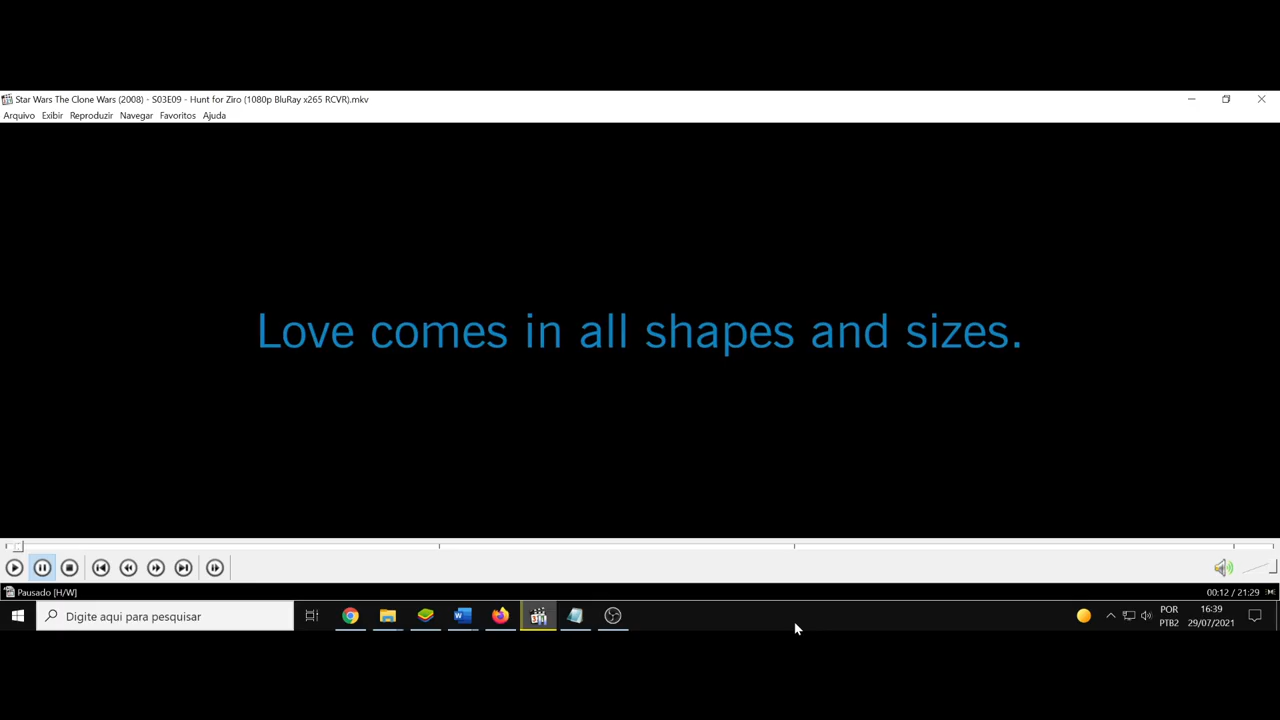 Star Wars The Clone Wars (2008) - S03E09 - Hunt for Ziro (1080p BluRay x265 RCVR).mkv
Arquivo Exibir Reproduzir Navegar Favoritos Ajuda
Love comes in all shapes and sizes.
Pausado [H/W]
00:12 / 21:29
Digite aqui para pesquisar
POR
PTB2
16:39
29/07/2021